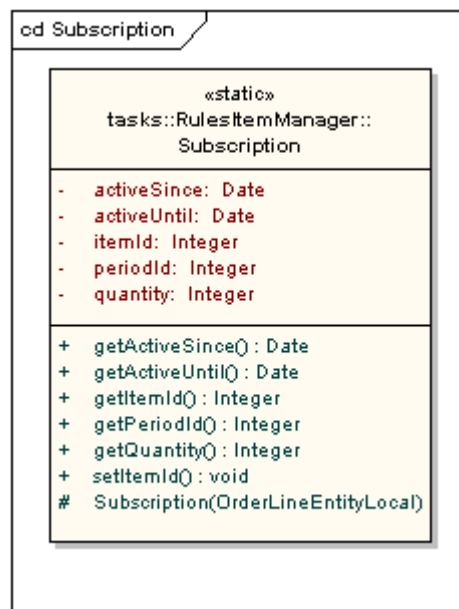 cd Subscription
«static»
tasks::RulesItemManager::
Subscription
- activeSince: Date
- activeUntil: Date
- itemId: Integer
- periodId: Integer
- quantity: Integer
+ getActiveSince() : Date
+ getActiveUntil() : Date
+ getItemId() : Integer
+ getPeriodId() : Integer
+ getQuantity() : Integer
+ setItemId() : void
# Subscription(OrderLineEntityLocal)